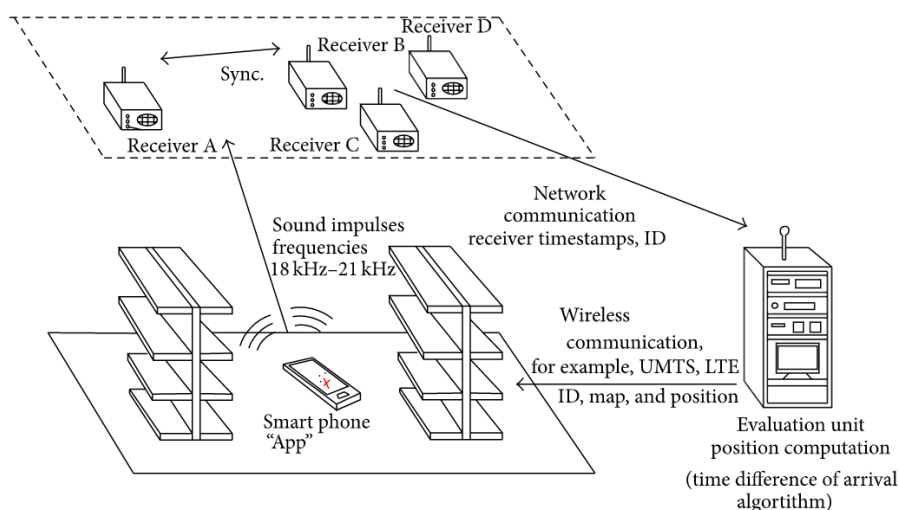 Receiver D
Receiver B
Sync.
Receiver A
Receiver C
Network
communication
receiver timestamps, ID
Sound impulses
frequencies
18 kHz–21 kHz
Wireless
communication,
for example, UMTS, LTE
ID, map, and position
Smart phone
“App”
Evaluation unit
position computation
(time difference of arrival
algortithm)